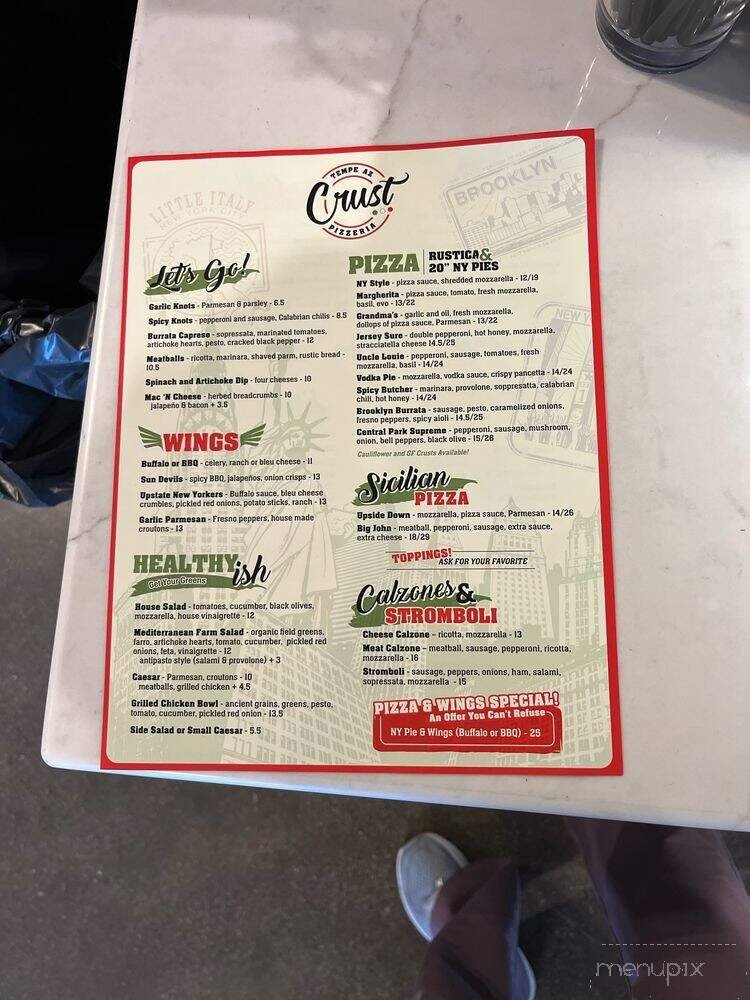 TEMPE AZ
Crust
PIZZERIA
LITTLE ITALY
NEW YORK CITY
BROOKLYN
Let's Go!
Garlic Knots - Parmesan & parsley - 6.5
Spicy Knots - pepperoni and sausage, Calabrian chilis - 8.5
Burrata Caprese - sopressata, marinated tomatoes,
artichoke hearts, pesto, cracked black pepper - 12
Meatballs - ricotta, marinara, shaved parm, rustic bread -
10.5
Spinach and Artichoke Dip - four cheeses - 10
Mac 'N Cheese - herbed breadcrumbs - 10
jalapeño & bacon + 3.5
WINGS
Buffalo or BBQ - celery, ranch or bleu cheese - 11
Sun Devils - spicy BBQ, jalapeños, onion crisps - 13
Upstate New Yorkers - Buffalo sauce, bleu cheese
crumbles, pickled red onions, potato sticks, ranch - 13
Garlic Parmesan - Fresno peppers, house made
croutons - 13
HEALTHY ish
Get Your Greens
House Salad - tomatoes, cucumber, black olives,
mozzarella, house vinaigrette - 12
Mediterranean Farm Salad - organic field greens,
farro, artichoke hearts, tomato, cucumber, pickled red
onions, feta, vinaigrette - 12
antipasto style (salami & provolone) + 3
Caesar - Parmesan, croutons - 10
meatballs, grilled chicken + 4.5
Grilled Chicken Bowl - ancient grains, greens, pesto,
tomato, cucumber, pickled red onion - 13.5
Side Salad or Small Caesar - 5.5
PIZZA | RUSTICA &
20" NY PIES
NY Style - pizza sauce, shredded mozzarella - 12/19
Margherita - pizza sauce, tomato, fresh mozzarella,
basil, evo - 13/22
Grandma's - garlic and oil, fresh mozzarella,
dollops of pizza sauce, Parmesan - 13/22
Jersey Sure - double pepperoni, hot honey, mozzarella,
stracciatella cheese 14.5/25
Uncle Louie - pepperoni, sausage, tomatoes, fresh
mozzarella, basil - 14/24
Vodka Pie - mozzarella, vodka sauce, crispy pancetta - 14/24
Spicy Butcher - marinara, provolone, soppresatta, calabrian
chili, hot honey - 14/24
Brooklyn Burrata - sausage, pesto, caramelized onions,
fresno peppers, spicy aioli - 14.5/25
Central Park Supreme - pepperoni, sausage, mushroom,
onion, bell peppers, black olive - 15/26
Cauliflower and GF Crusts Available!
NEW Y
Sicilian
PIZZA
Upside Down - mozzarella, pizza sauce, Parmesan - 14/26
Big John - meatball, pepperoni, sausage, extra sauce,
extra cheese - 18/29
TOPPINGS!
ASK FOR YOUR FAVORITE
Calzones &
STROMBOLI
Cheese Calzone - ricotta, mozzarella - 13
Meat Calzone - meatball, sausage, pepperoni, ricotta,
mozzarella - 16
Stromboli - sausage, peppers, onions, ham, salami,
sopressata, mozzarella - 15
PIZZA & WINGS SPECIAL!
An Offer You Can't Refuse
NY Pie & Wings (Buffalo or BBQ) - 25
menupix